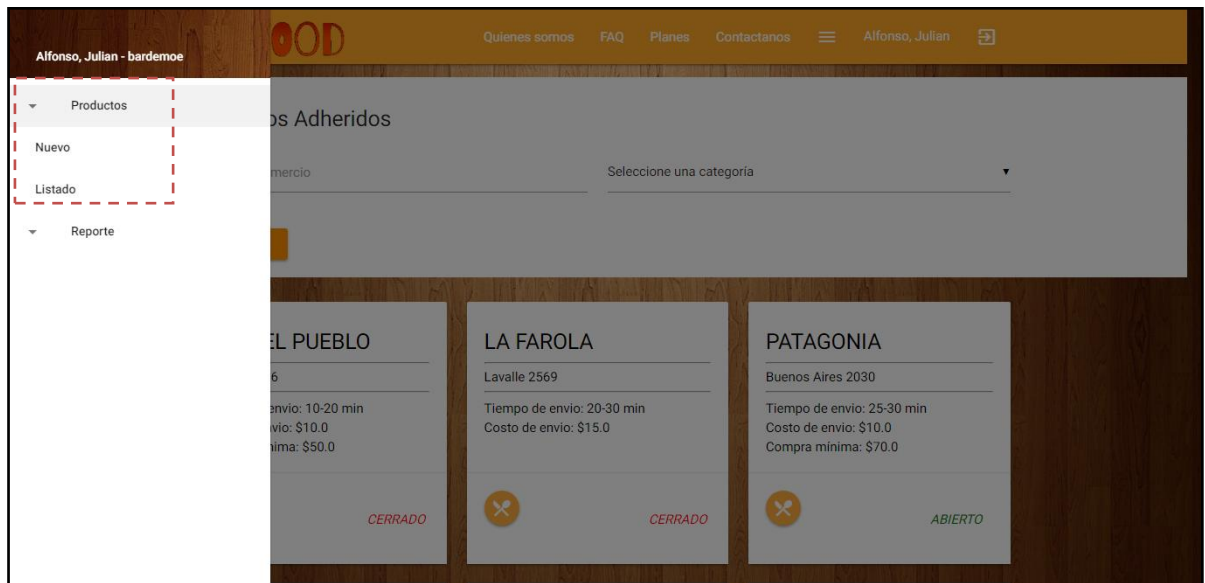 Alfonso, Julian - bardemoe
Productos
Nuevo
Listado
Reporte
OOD
Quienes somos FAQ Planes Contactanos Alfonso, Julian
os Adheridos
mercio
Seleccione una categoría
EL PUEBLO
6
envio: 10-20 min
vio: $10.0
nima: $50.0
CERRADO
LA FAROLA
Lavalle 2569
Tiempo de envio: 20-30 min
Costo de envio: $15.0
CERRADO
PATAGONIA
Buenos Aires 2030
Tiempo de envio: 25-30 min
Costo de envio: $10.0
Compra mínima: $70.0
ABIERTO